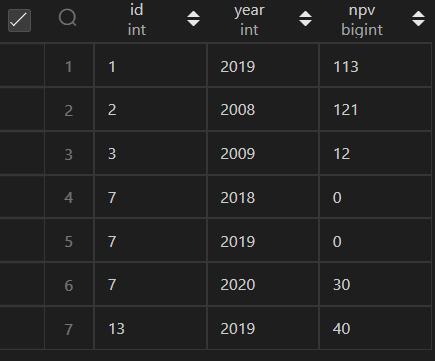 id year npv
int int bigint
1 1 2019 113
2 2 2008 121
3 3 2009 12
4 7 2018 0
5 7 2019 0
6 7 2020 30
7 13 2019 40